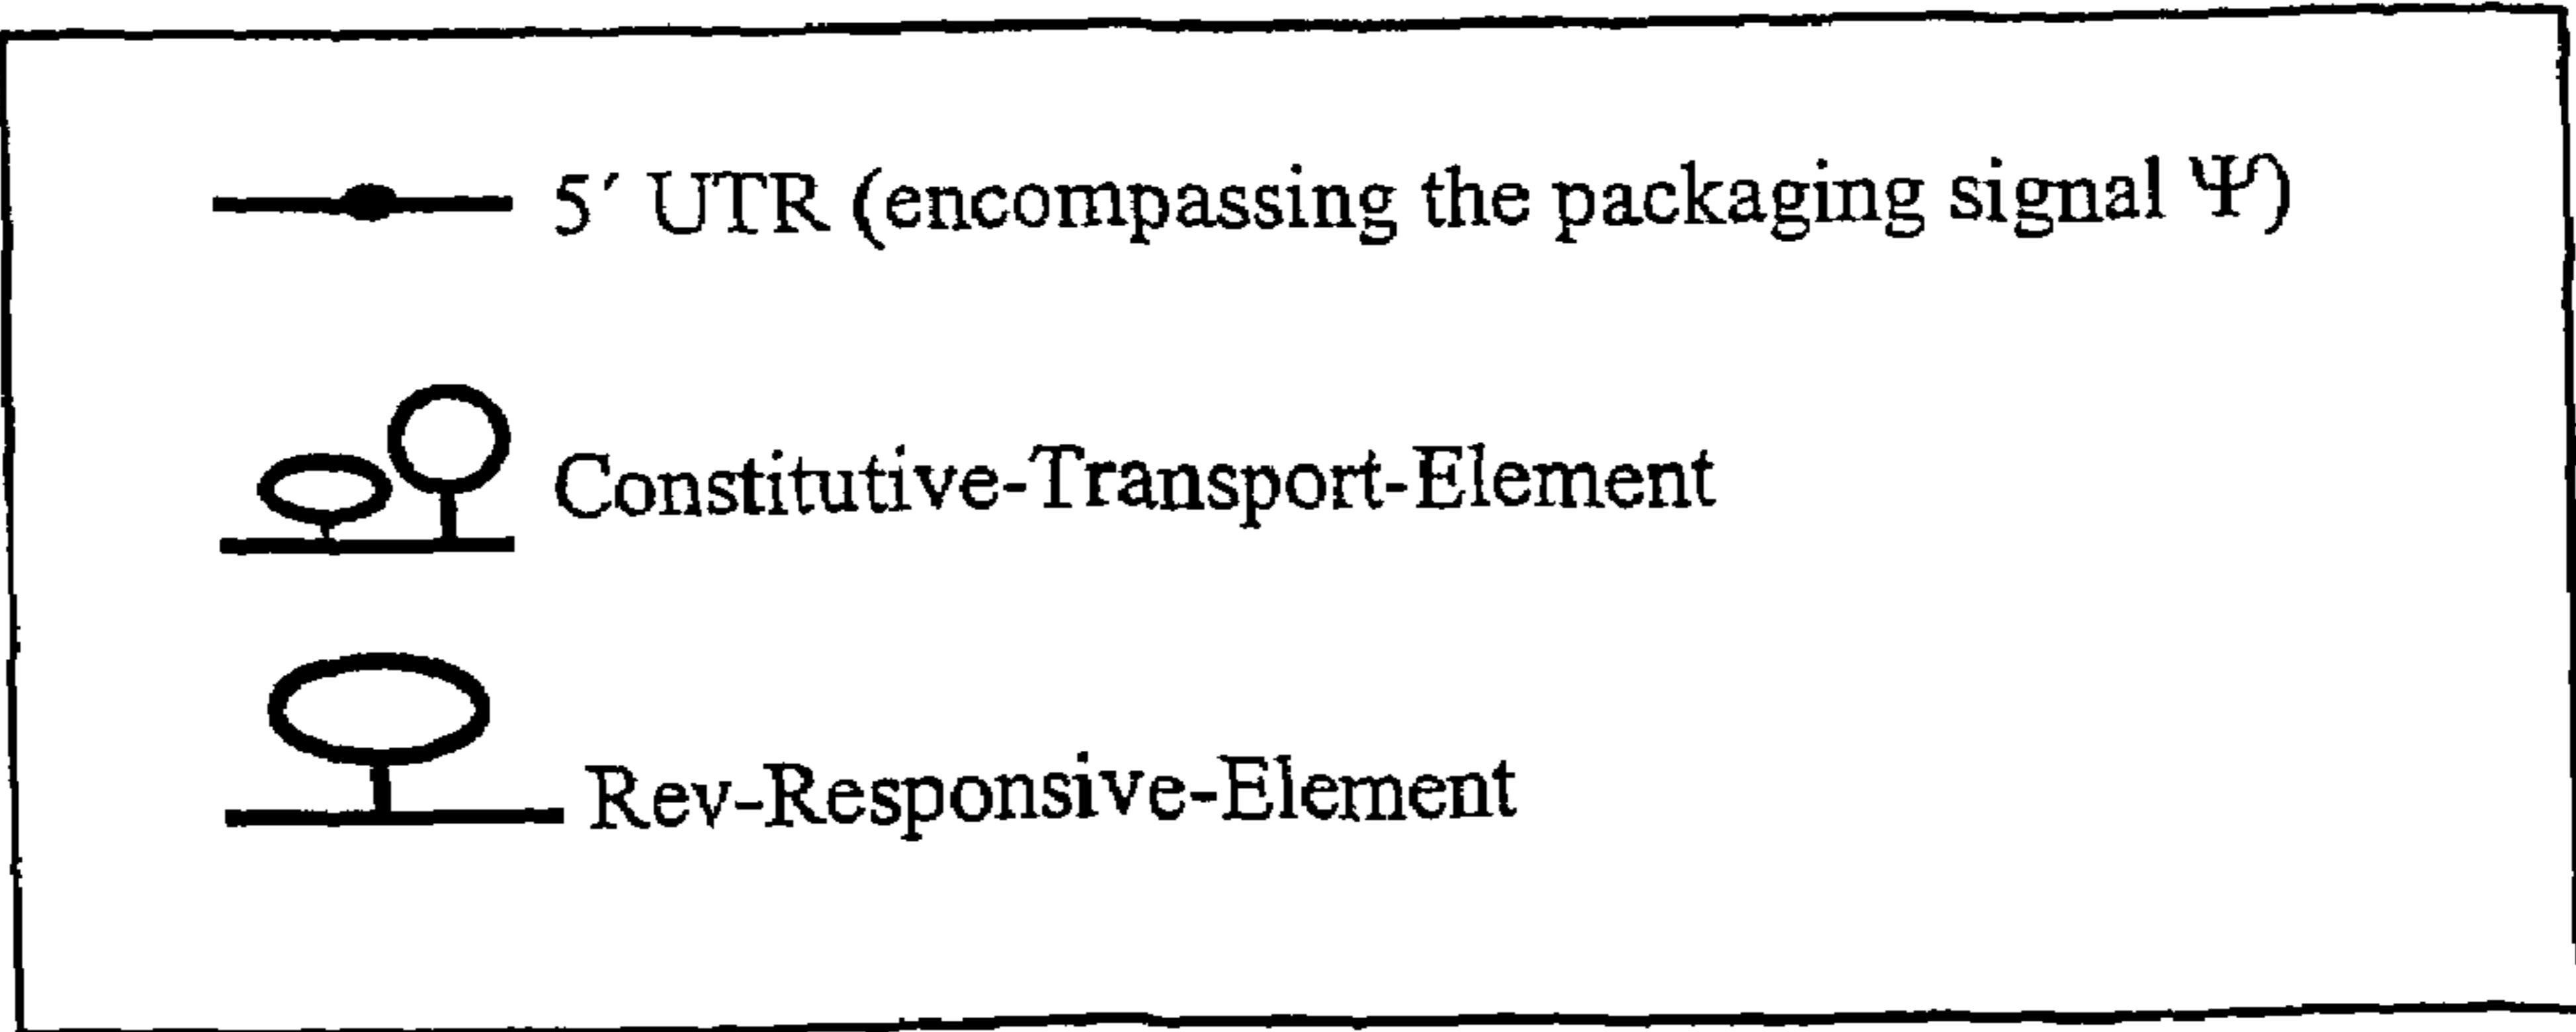 5′ UTR (encompassing the packaging signal Ψ)
Constitutive-Transport-Element
Rev-Responsive-Element